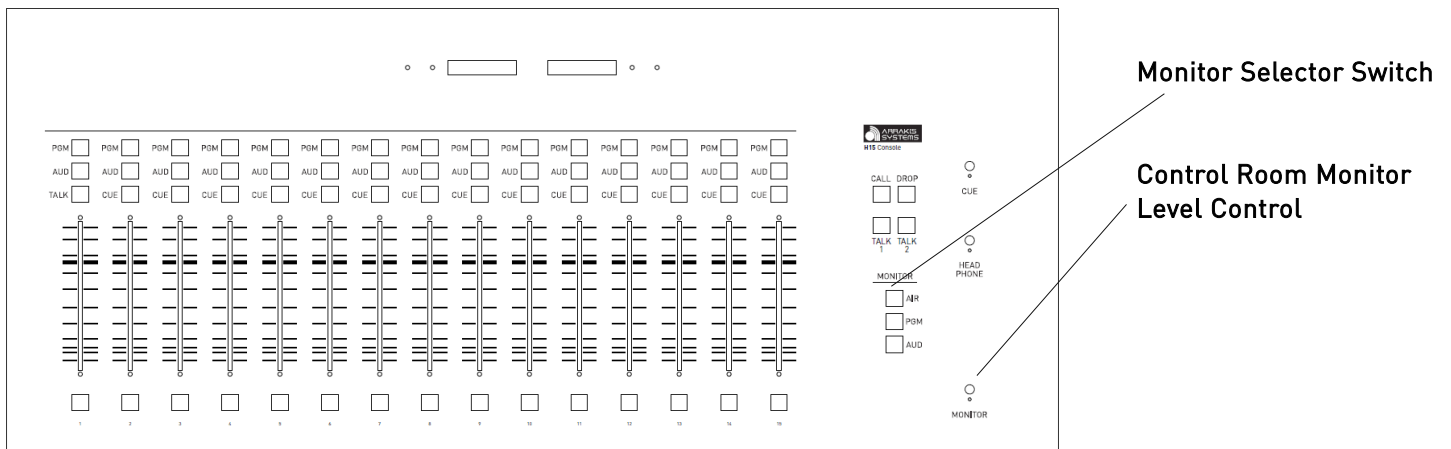 Monitor Selector Switch
Control Room Monitor
Level Control
PGM PGM PGM PGM PGM PGM PGM PGM PGM PGM PGM PGM PGM PGM PGM
AUD AUD AUD AUD AUD AUD AUD AUD AUD AUD AUD AUD AUD AUD AUD
TALK CUE CUE CUE CUE CUE CUE CUE CUE CUE CUE CUE CUE CUE CUE
1 2 3 4 5 6 7 8 9 10 11 12 13 14 15
ARRAKIS
SYSTEMS
H15 Console
CALL DROP
TALK TALK
1 2
MONITOR
AIR
PGM
AUD
CUE
HEAD
PHONE
MONITOR